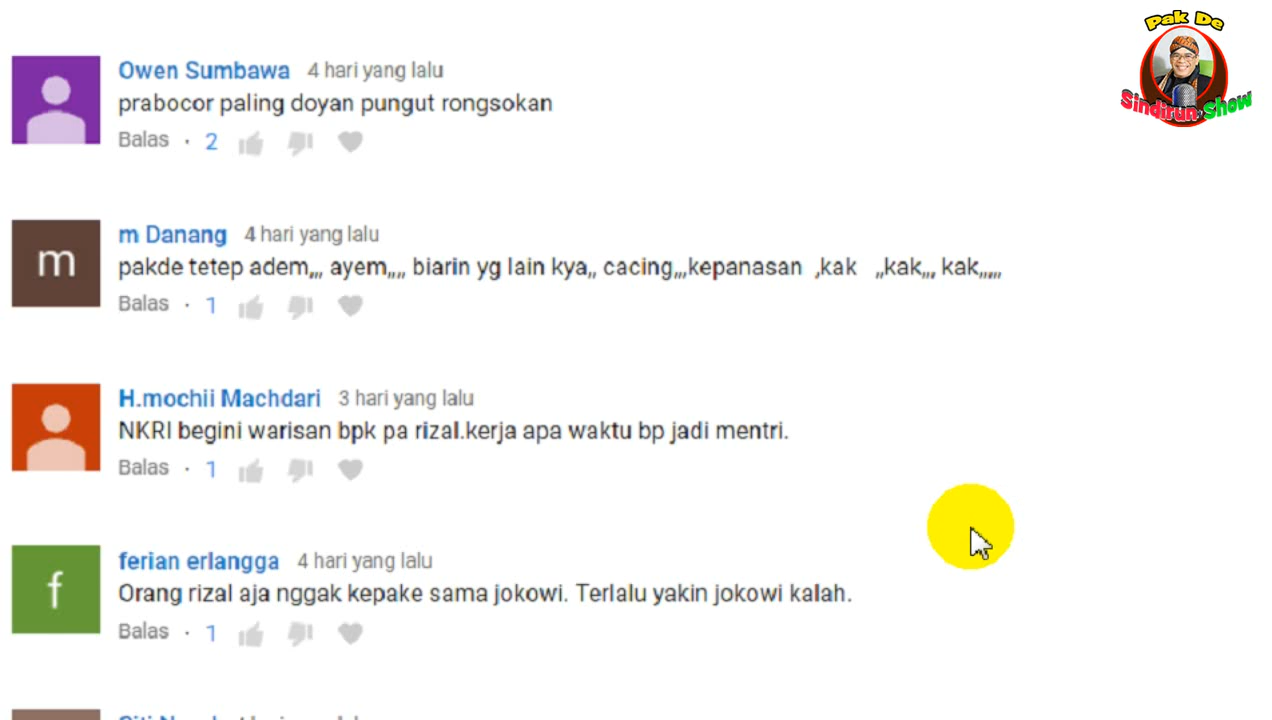 Pak De
Sindirun Show
Owen Sumbawa 4 hari yang lalu
prabocor paling doyan pungut rongsokan
Balas · 2
m
m Danang 4 hari yang lalu
pakde tetep adem,,, ayem,,,, biarin yg lain kya,, cacing,,,kepanasan ,kak ,,kak,,, kak,,,,,
Balas · 1
H.mochii Machdari 3 hari yang lalu
NKRI begini warisan bpk pa rizal.kerja apa waktu bp jadi mentri.
Balas · 1
f
ferian erlangga 4 hari yang lalu
Orang rizal aja nggak kepake sama jokowi. Terlalu yakin jokowi kalah.
Balas · 1